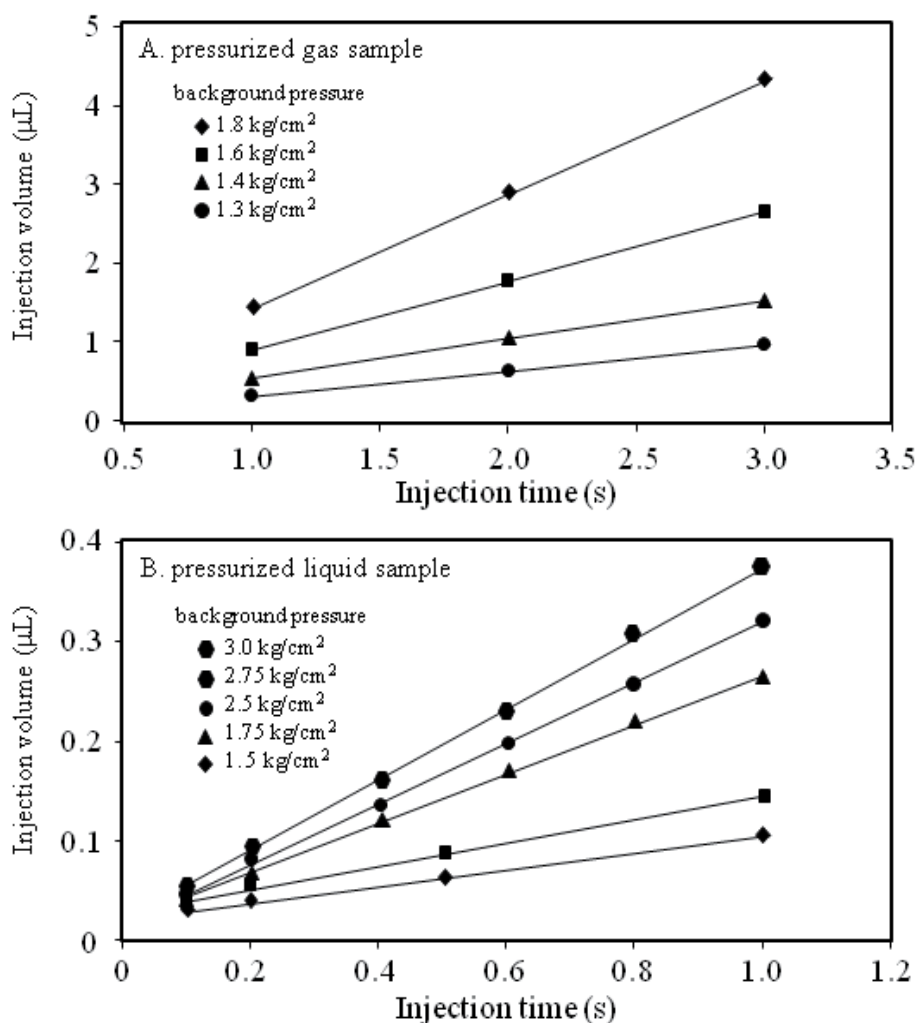 A. pressurized gas sample
background pressure
1.8 kg/cm²
1.6 kg/cm²
1.4 kg/cm²
1.3 kg/cm²
Injection volume (µL)
5
4
3
2
1
0
0.5 1.0 1.5 2.0 2.5 3.0 3.5
Injection time (s)
B. pressurized liquid sample
background pressure
3.0 kg/cm²
2.75 kg/cm²
2.5 kg/cm²
1.75 kg/cm²
1.5 kg/cm²
Injection volume (µL)
0.4
0.3
0.2
0.1
0
0 0.2 0.4 0.6 0.8 1.0 1.2
Injection time (s)